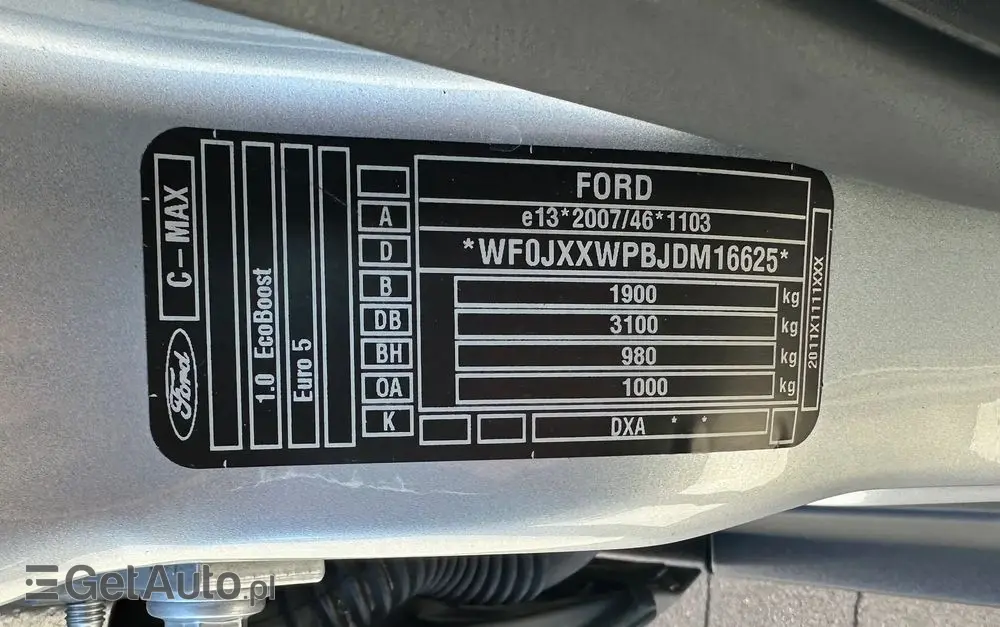 Ford
C-MAX
1.0 EcoBoost
Euro 5
FORD
A
e13*2007/46*1103
D
*WF0JXXWPBJDM16625*
B
1900 kg
DB
3100 kg
BH
980 kg
OA
1000 kg
K
DXA * *
2011X1111XXX
GetAuto.pl